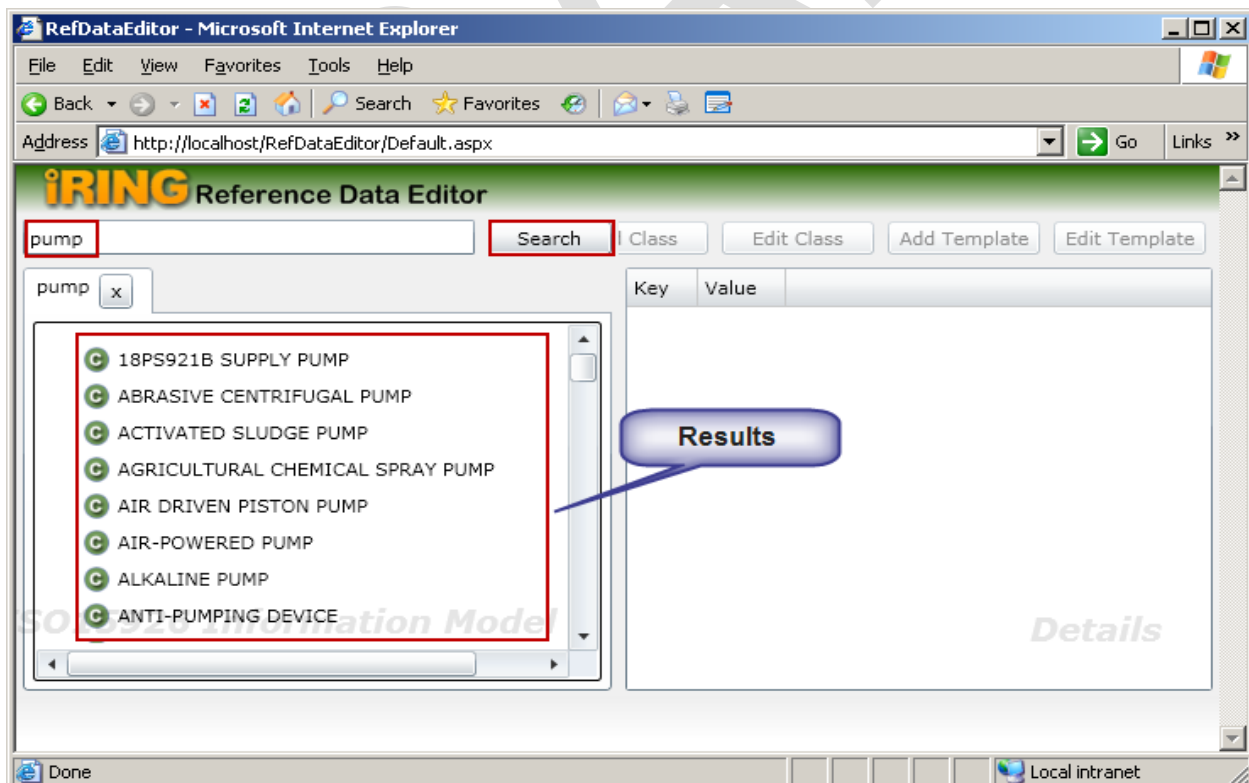 RefDataEditor - Microsoft Internet Explorer
File Edit View Favorites Tools Help
Back Search Favorites
Address http://localhost/RefDataEditor/Default.aspx Go Links »
iRING Reference Data Editor
pump Search l Class Edit Class Add Template Edit Template
pump x
Key Value
18PS921B SUPPLY PUMP
ABRASIVE CENTRIFUGAL PUMP
ACTIVATED SLUDGE PUMP
AGRICULTURAL CHEMICAL SPRAY PUMP
AIR DRIVEN PISTON PUMP
AIR-POWERED PUMP
ALKALINE PUMP
ANTI-PUMPING DEVICE
Results
SO15926 Information Model
Details
Done Local intranet